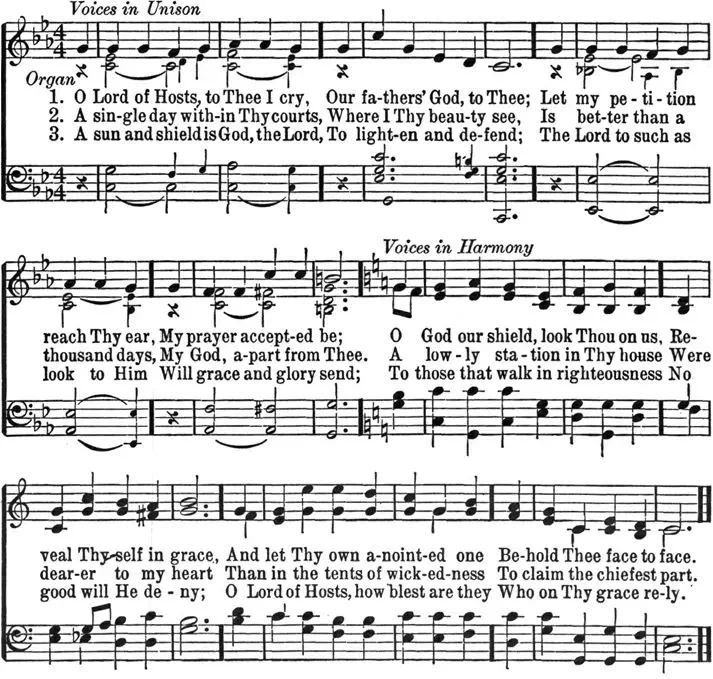 Voices in Unison
Organ
1. O Lord of Hosts, to Thee I cry, Our fa-thers' God, to Thee; Let my pe - ti - tion
2. A sin-gle day with-in Thy courts, Where I Thy beau-ty see, Is bet-ter than a
3. A sun and shield is God, the Lord, To light-en and de-fend; The Lord to such as
Voices in Harmony
reach Thy ear, My prayer accept-ed be; O God our shield, look Thou on us, Re-
thousand days, My God, a-part from Thee. A low-ly sta-tion in Thy house Were
look to Him Will grace and glory send; To those that walk in righteousness No
veal Thy-self in grace, And let Thy own a-noint-ed one Be-hold Thee face to face.
dear-er to my heart Than in the tents of wick-ed-ness To claim the chiefest part.
good will He de - ny; O Lord of Hosts, how blest are they Who on Thy grace re-ly.